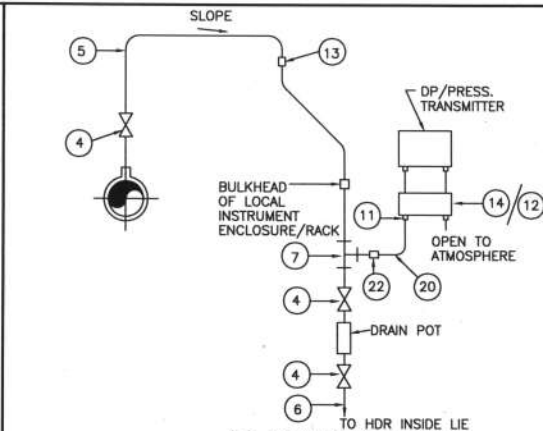 SLOPE
5
13
DP/PRESS.
TRANSMITTER
4
BULKHEAD
OF LOCAL
INSTRUMENT
ENCLOSURE/RACK
11
14/12
OPEN TO
ATMOSPHERE
7
22
20
4
DRAIN POT
4
6
TO HDR INSIDE LIE